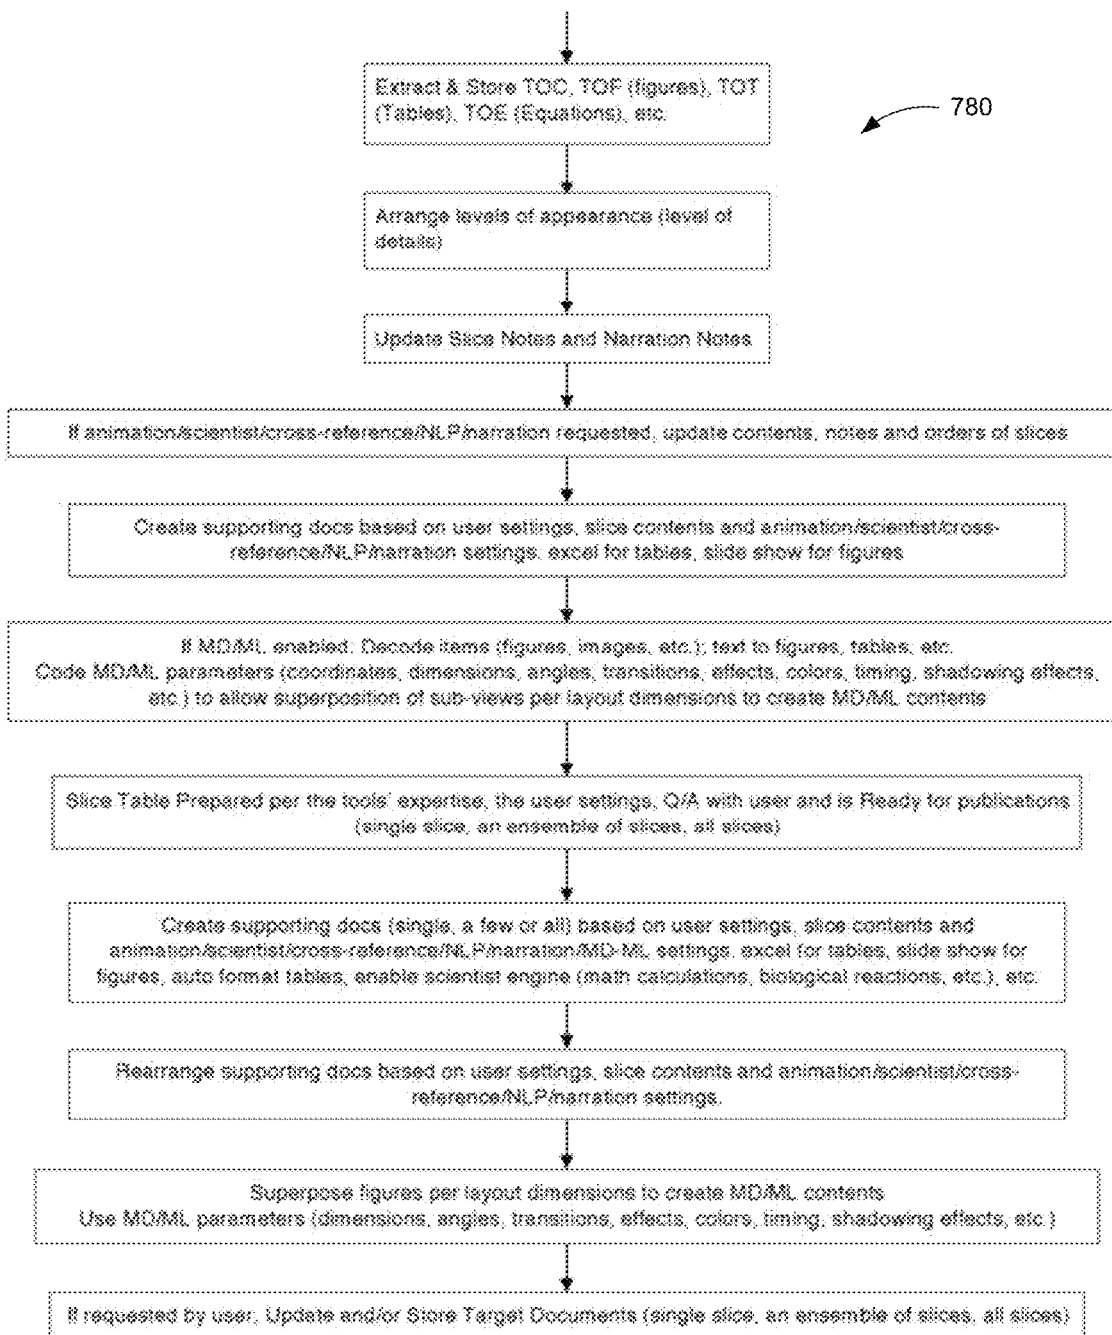 Extract & Store TOC, TOF (figures), TOT
(Tables), TOE (Equations), etc.
780
Arrange levels of appearance (level of
details)
Update Slice Notes and Narration Notes
If animation/scientist/cross-reference/NLP/narration requested, update contents, notes and orders of slices
Create supporting docs based on user settings, slice contents and animation/scientist/cross-
reference/NLP/narration settings. excel for tables, slide show for figures
If MD/ML enabled: Decode items (figures, images, etc.); text to figures, tables, etc.
Code MD/ML parameters (coordinates, dimensions, angles, transitions, effects, colors, timing, shadowing effects,
etc.) to allow superposition of sub-views per layout dimensions to create MD/ML contents
Slice Table Prepared per the tools' expertise, the user settings, Q/A with user and is Ready for publications
(single slice, an ensemble of slices, all slices)
Create supporting docs (single, a few or all) based on user settings, slice contents and
animation/scientist/cross-reference/NLP/narration/MD-ML settings. excel for tables, slide show for
figures, auto format tables, enable scientist engine (math calculations, biological reactions, etc.), etc.
Rearrange supporting docs based on user settings, slice contents and animation/scientist/cross-
reference/NLP/narration settings.
Superpose figures per layout dimensions to create MD/ML contents
Use MD/ML parameters (dimensions, angles, transitions, effects, colors, timing, shadowing effects, etc.)
If requested by user, Update and/or Store Target Documents (single slice, an ensemble of slices, all slices)